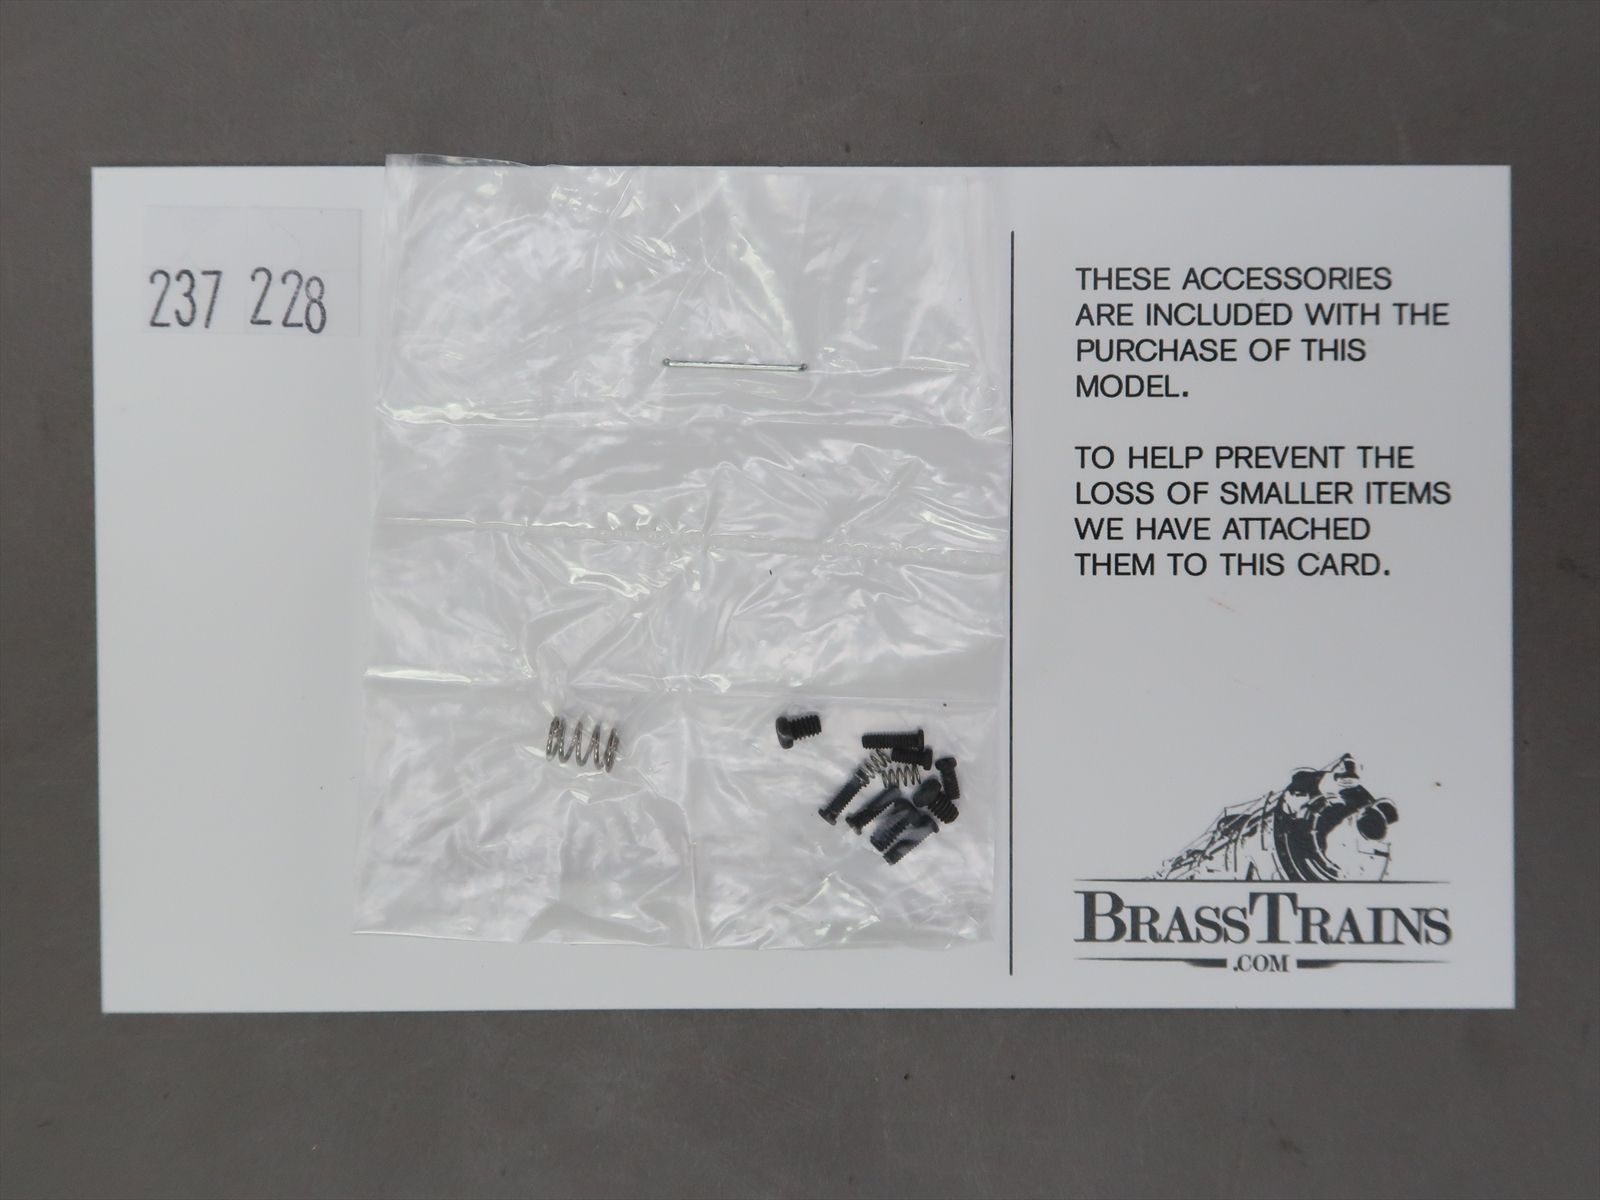 237 228
THESE ACCESSORIES
ARE INCLUDED WITH THE
PURCHASE OF THIS
MODEL.
TO HELP PREVENT THE
LOSS OF SMALLER ITEMS
WE HAVE ATTACHED
THEM TO THIS CARD.
BRASSTRAINS
.COM